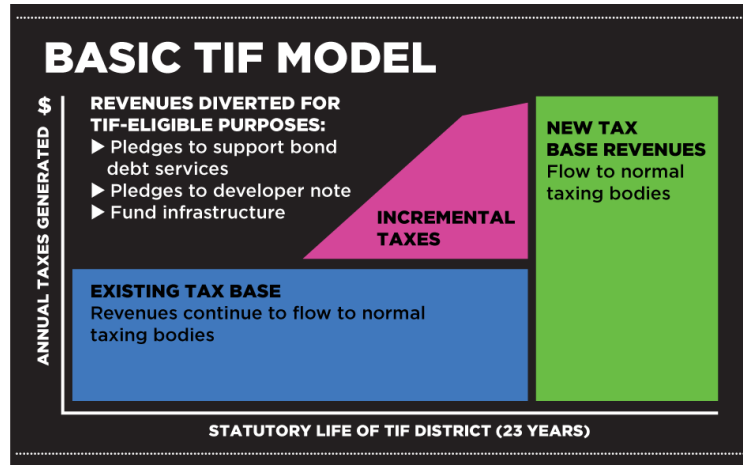 BASIC TIF MODEL
ANNUAL TAXES GENERATED $
REVENUES DIVERTED FOR
TIF-ELIGIBLE PURPOSES:
▶ Pledges to support bond
debt services
▶ Pledges to developer note
▶ Fund infrastructure
INCREMENTAL
TAXES
NEW TAX
BASE REVENUES
Flow to normal
taxing bodies
EXISTING TAX BASE
Revenues continue to flow to normal
taxing bodies
STATUTORY LIFE OF TIF DISTRICT (23 YEARS)